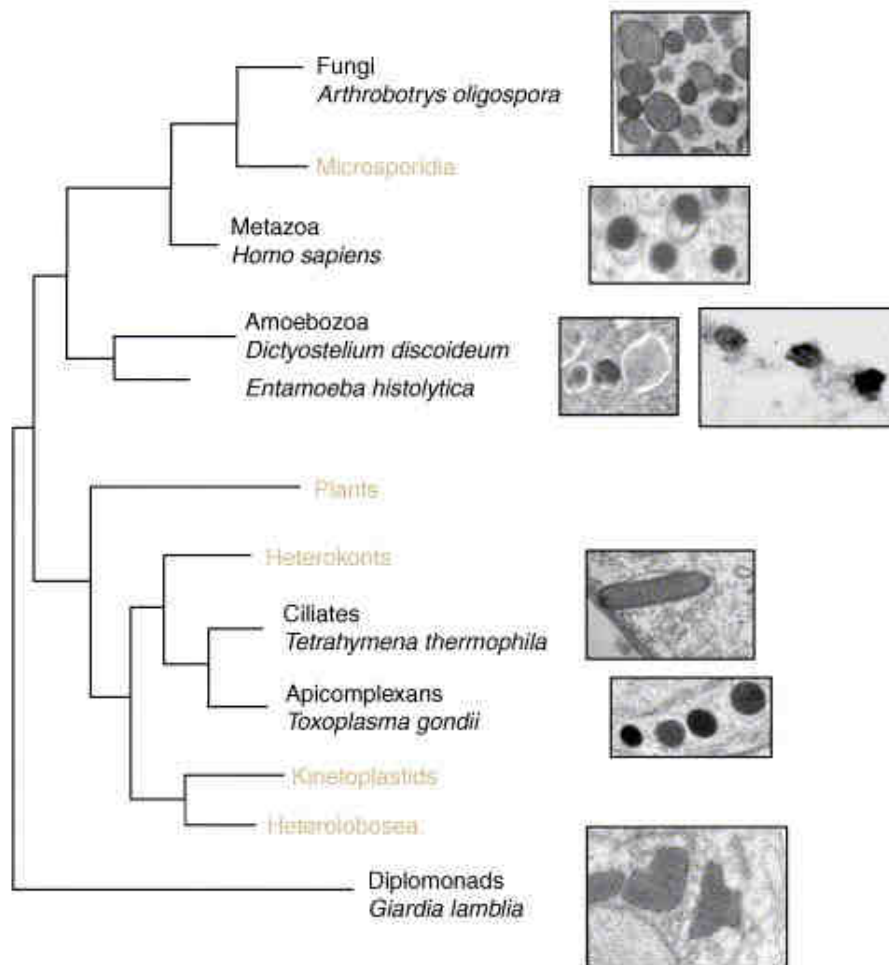 Fungi
Arthrobotrys oligospora
Microsporidia
Metazoa
Homo sapiens
Amoebozoa
Dictyostelium discoideum
Entamoeba histolytica
Plants
Heterokonts
Ciliates
Tetrahymena thermophila
Apicomplexans
Toxoplasma gondii
Kinetoplastids
Heterolobosea
Diplomonads
Giardia lamblia